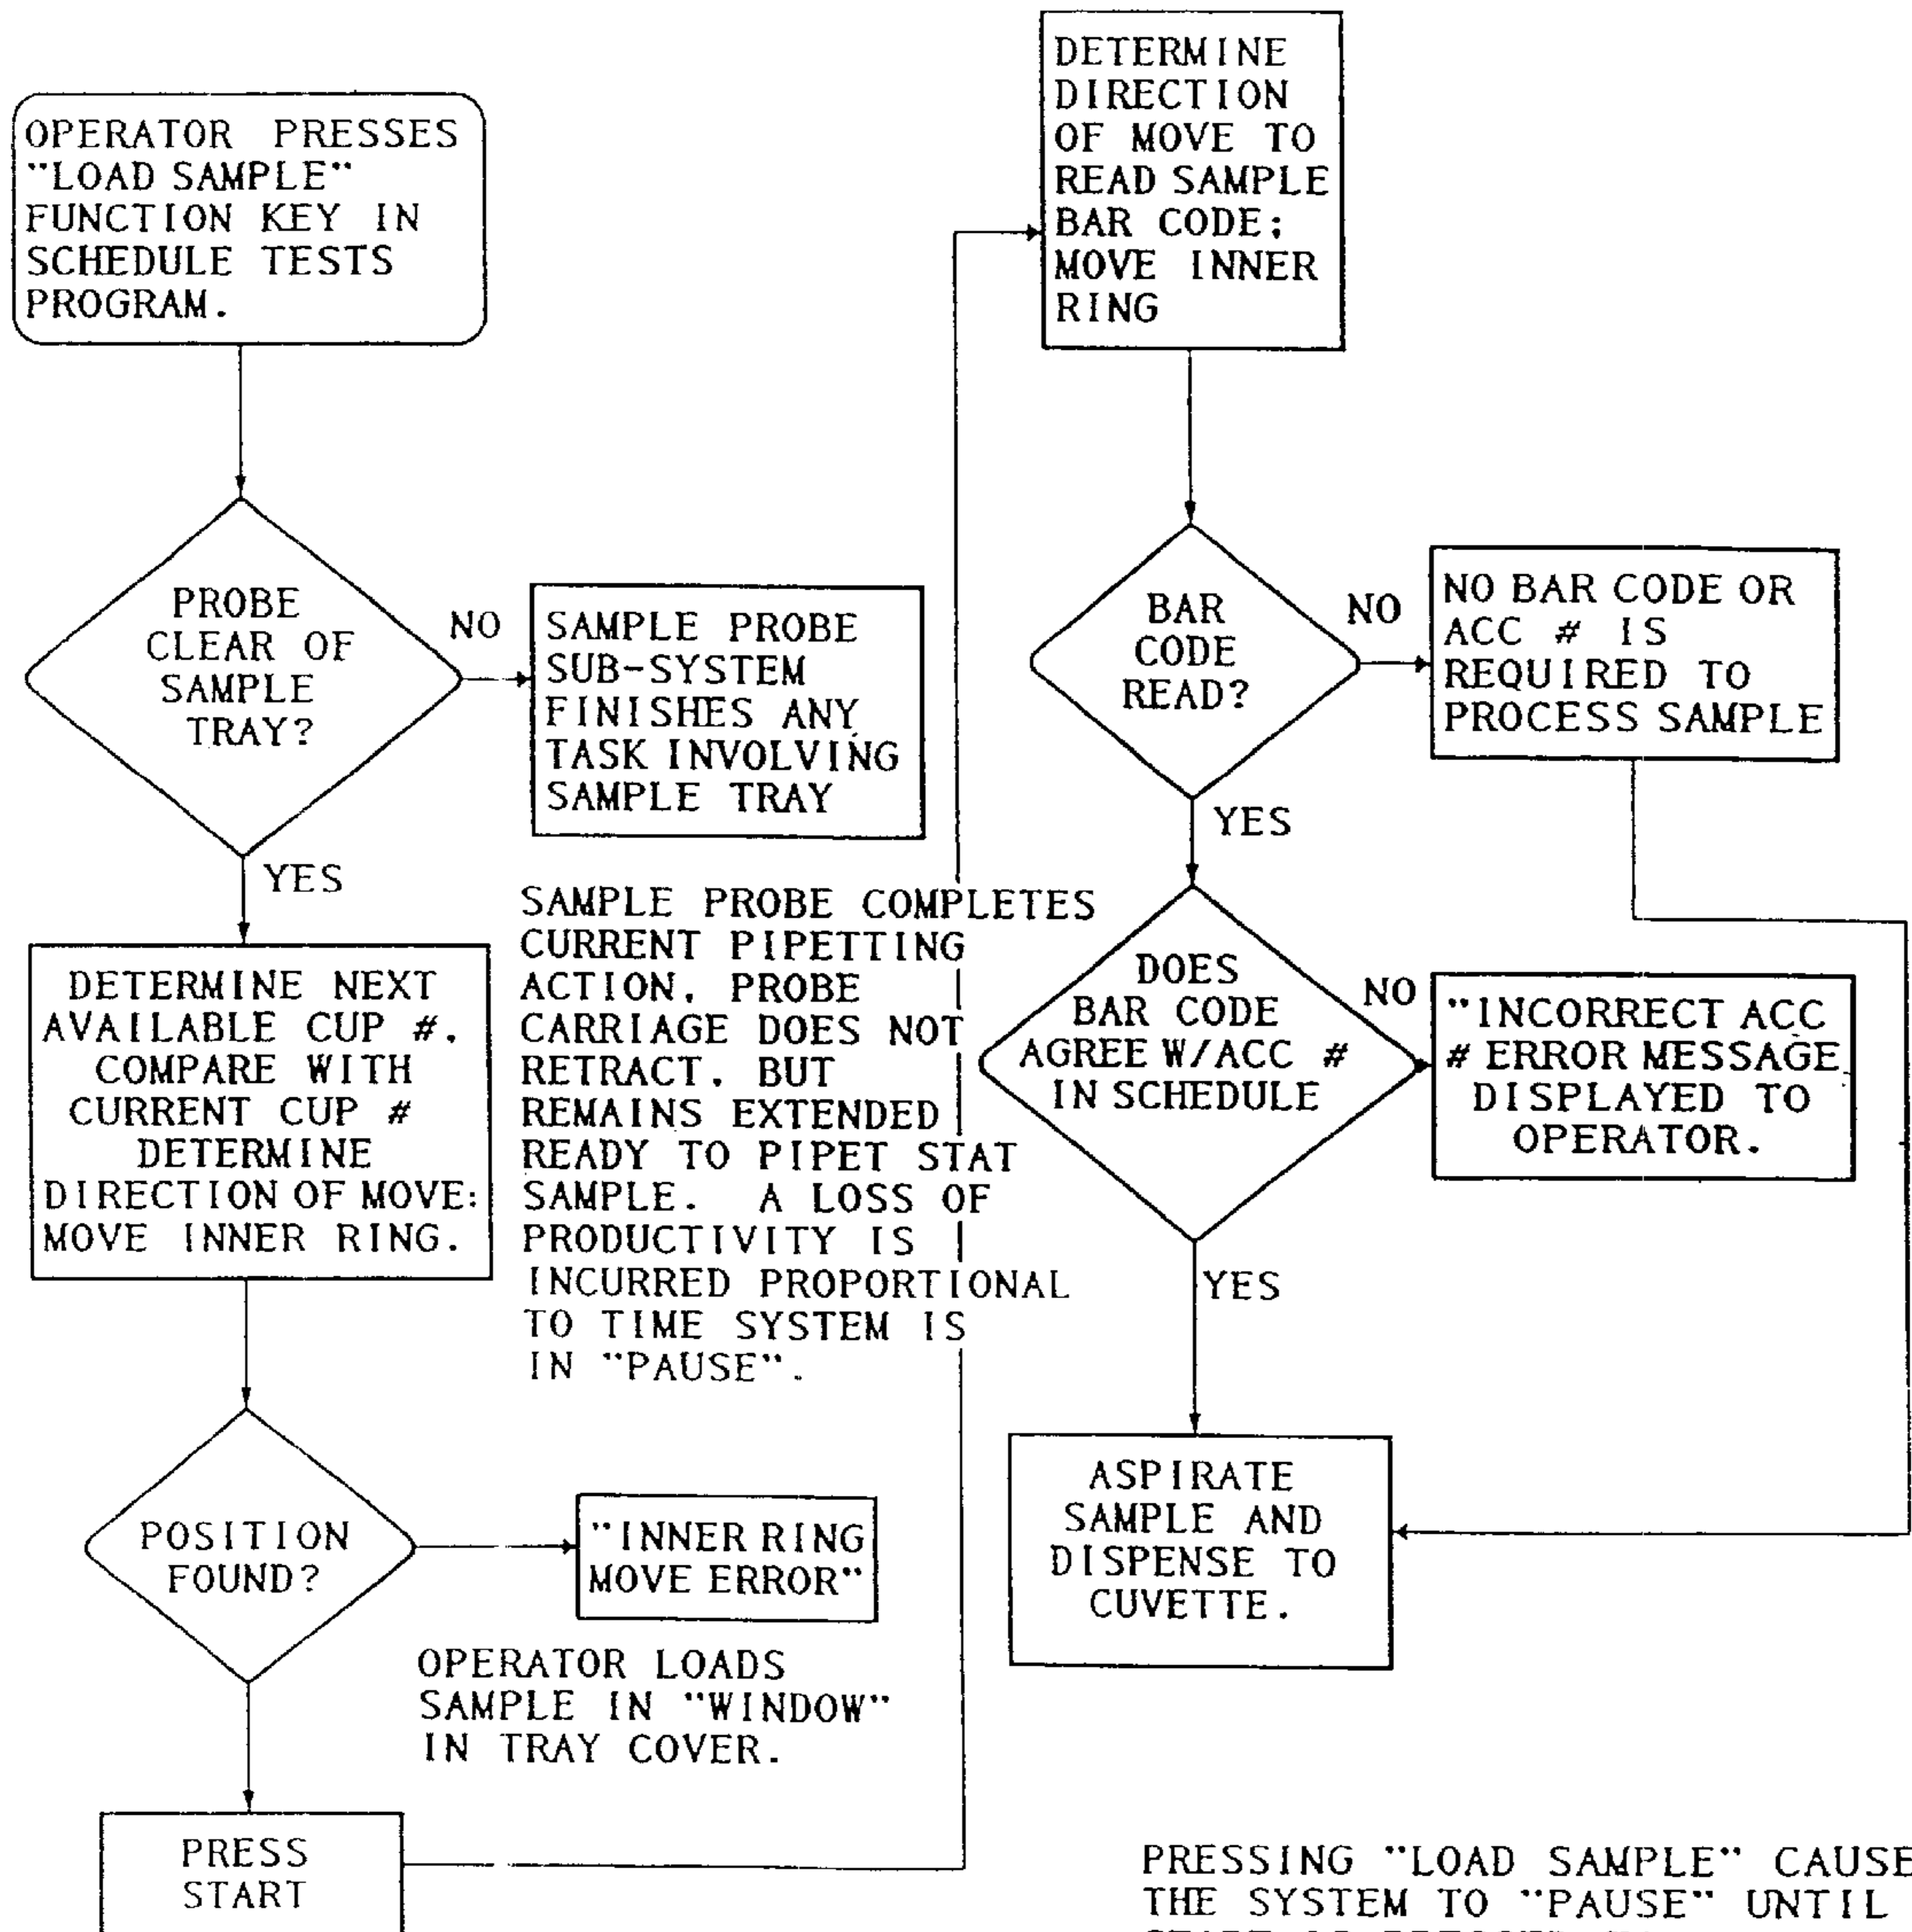 OPERATOR PRESSES
"LOAD SAMPLE"
FUNCTION KEY IN
SCHEDULE TESTS
PROGRAM.
PROBE
CLEAR OF
SAMPLE
TRAY?
NO
SAMPLE PROBE
SUB-SYSTEM
FINISHES ANY
TASK INVOLVING
SAMPLE TRAY
YES
DETERMINE NEXT
AVAILABLE CUP #.
COMPARE WITH
CURRENT CUP #
DETERMINE
DIRECTION OF MOVE:
MOVE INNER RING.
SAMPLE PROBE COMPLETES
CURRENT PIPETTING
ACTION. PROBE
CARRIAGE DOES NOT
RETRACT. BUT
REMAINS EXTENDED
READY TO PIPET STAT
SAMPLE. A LOSS OF
PRODUCTIVITY IS
INCURRED PROPORTIONAL
TO TIME SYSTEM IS
IN "PAUSE".
POSITION
FOUND?
"INNER RING
MOVE ERROR"
OPERATOR LOADS
SAMPLE IN "WINDOW"
IN TRAY COVER.
PRESS
START
DETERMINE
DIRECTION
OF MOVE TO
READ SAMPLE
BAR CODE;
MOVE INNER
RING
BAR
CODE
READ?
NO
NO BAR CODE OR
ACC # IS
REQUIRED TO
PROCESS SAMPLE
YES
DOES
BAR CODE
AGREE W/ACC #
IN SCHEDULE
NO
"INCORRECT ACC
# ERROR MESSAGE
DISPLAYED TO
OPERATOR.
YES
ASPIRATE
SAMPLE AND
DISPENSE TO
CUVETTE.
PRESSING "LOAD SAMPLE" CAUSE
THE SYSTEM TO "PAUSE" UNTIL